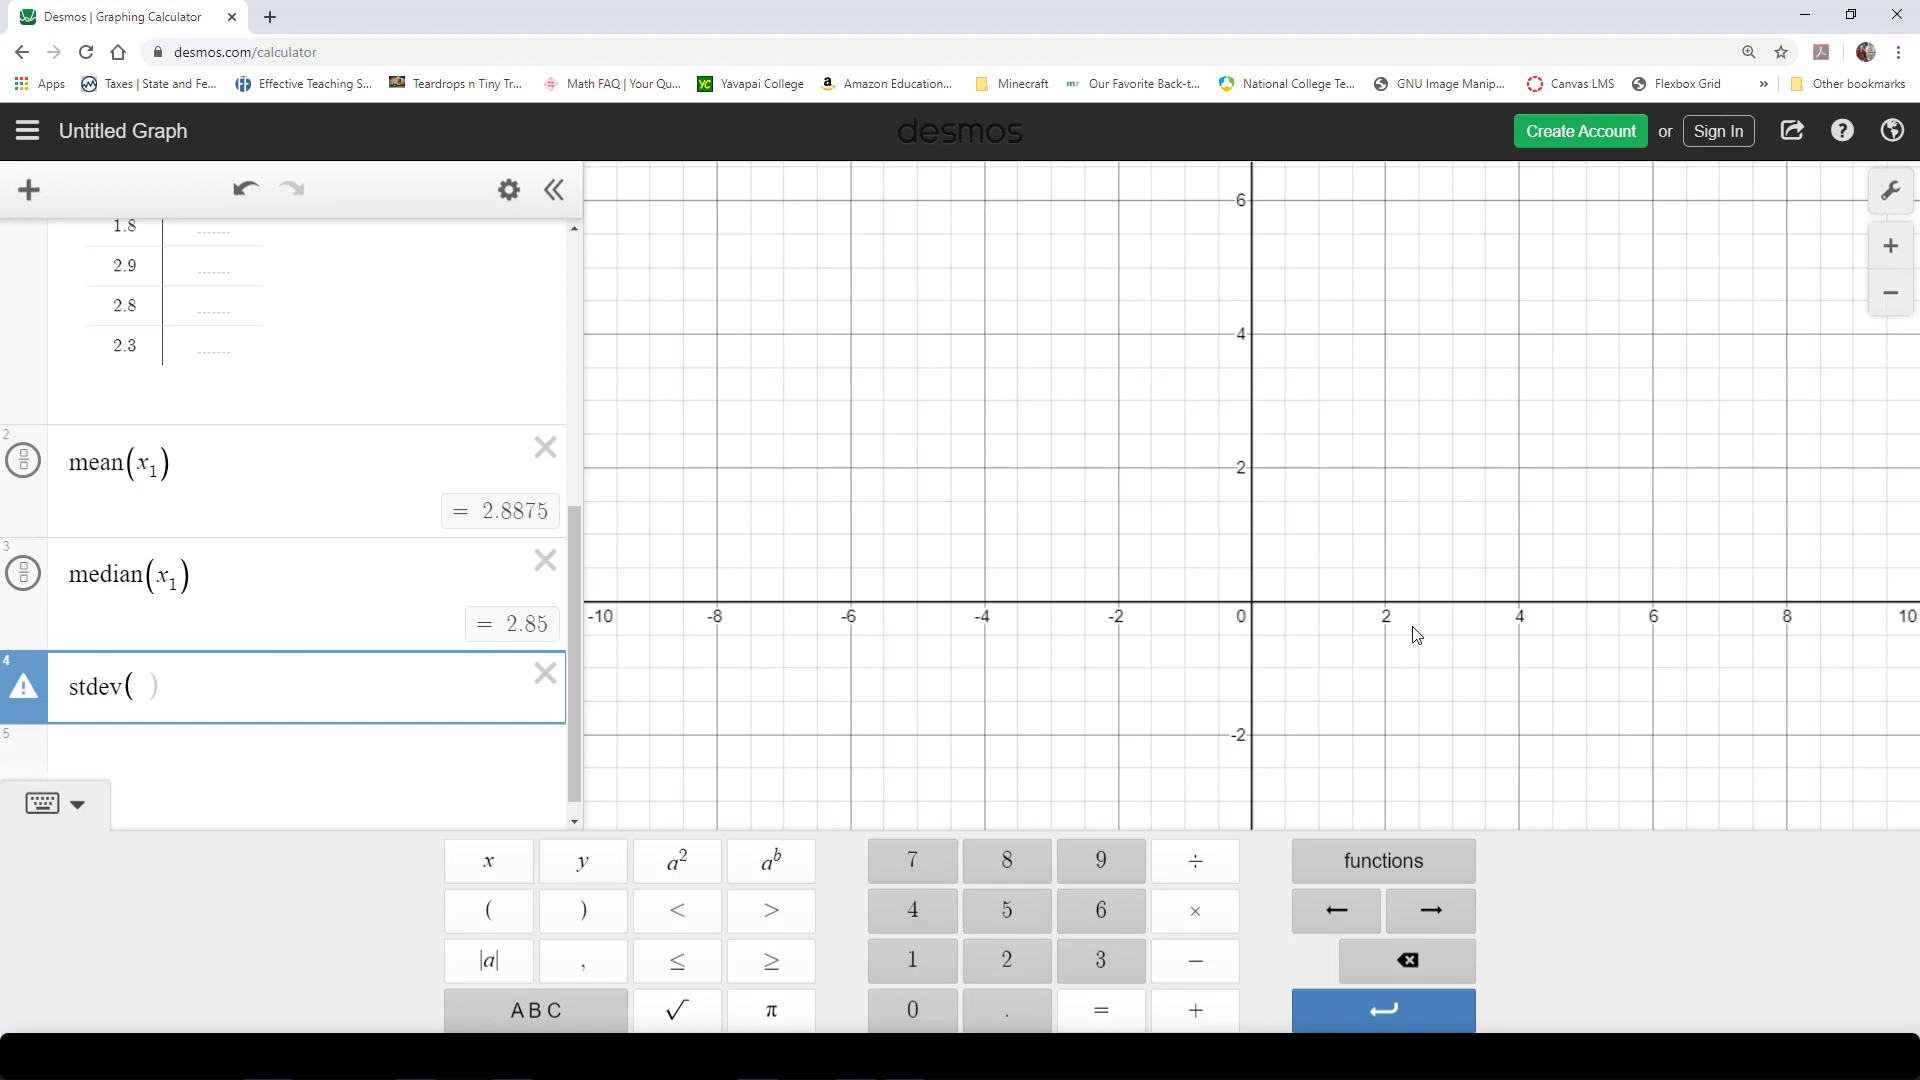 Desmos | Graphing Calculator
desmos.com/calculator
Apps Taxes | State and Fe... Effective Teaching S... Teardrops n Tiny Tr... Math FAQ | Your Qu... YC Yavapai College a Amazon Education... Minecraft mr Our Favorite Back-t... National College Te... GNU Image Manip... Canvas LMS Flexbox Grid » Other bookmarks
Untitled Graph desmos Create Account or Sign In
1.8
2.9
2.8
2.3
2
mean(x₁)
= 2.8875
3
median(x₁)
= 2.85
4
stdev( )
5
6
4
2
-10 -8 -6 -4 -2 0 2 4 6 8 10
-2
x y a² aᵇ 7 8 9 ÷ functions
( ) < > 4 5 6 × ← →
|a| , ≤ ≥ 1 2 3 −
A B C √ π 0 . = +